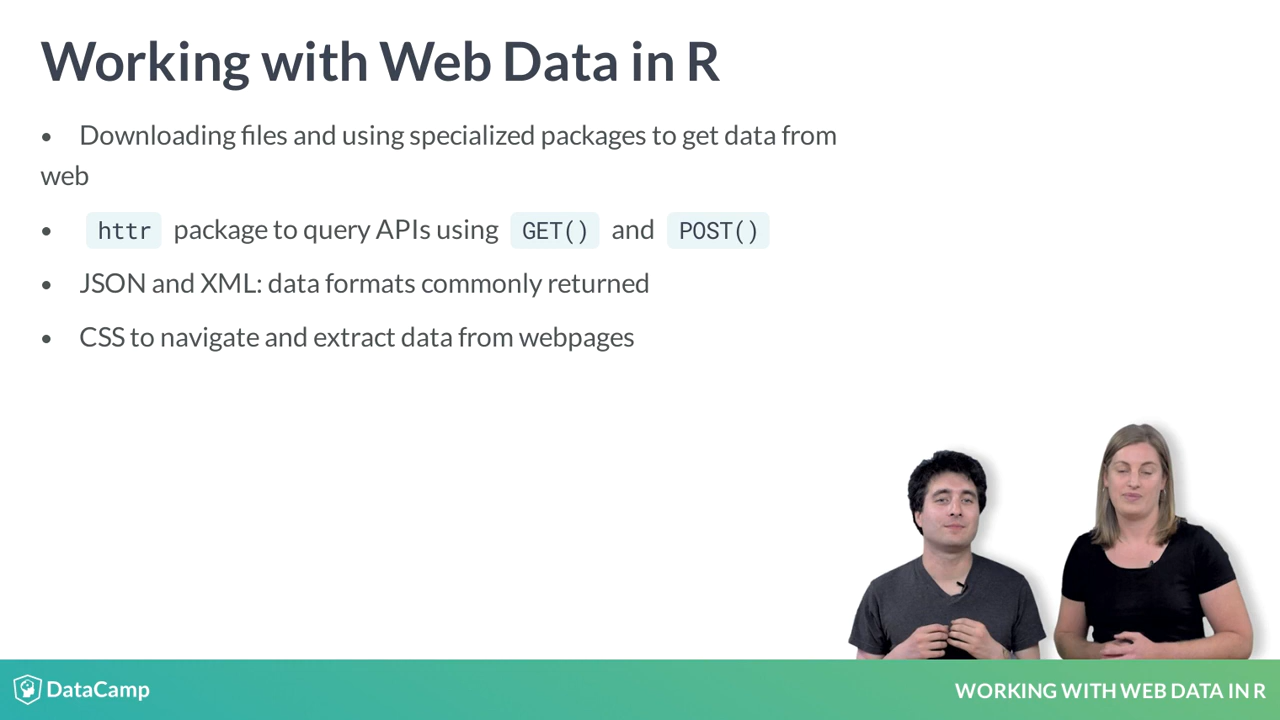 Working with Web Data in R
• Downloading files and using specialized packages to get data from
web
• httr package to query APIs using GET() and POST()
• JSON and XML: data formats commonly returned
• CSS to navigate and extract data from webpages
DataCamp
WORKING WITH WEB DATA IN R